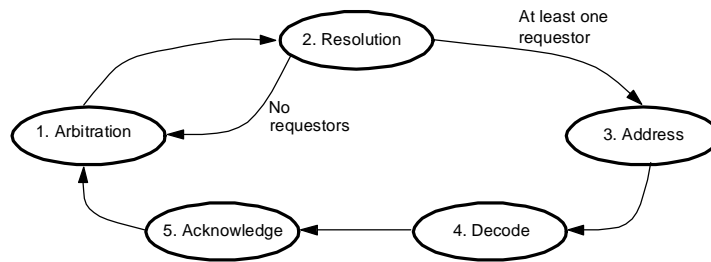 At least one
requestor
2. Resolution
No
requestors
1. Arbitration
3. Address
5. Acknowledge
4. Decode